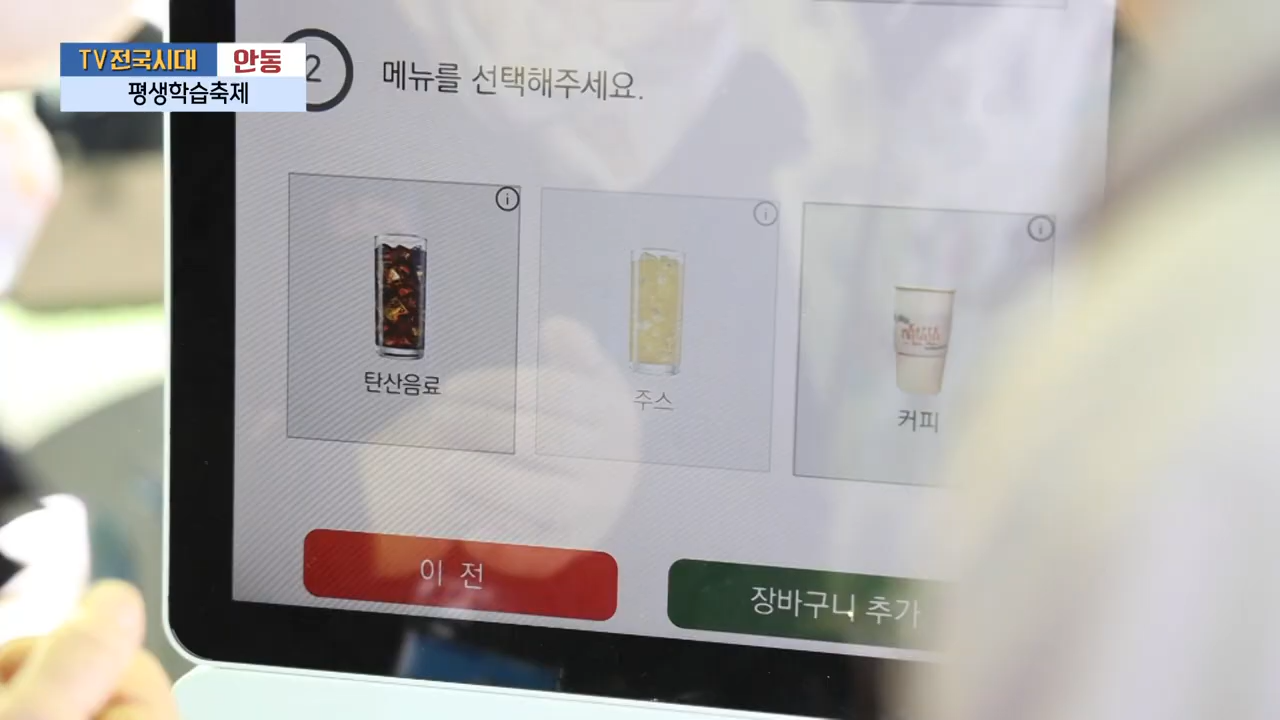 TV전국시대 안동
평생학습축제
2 메뉴를 선택해주세요.
탄산음료
주스
커피
이 전
장바구니 추가